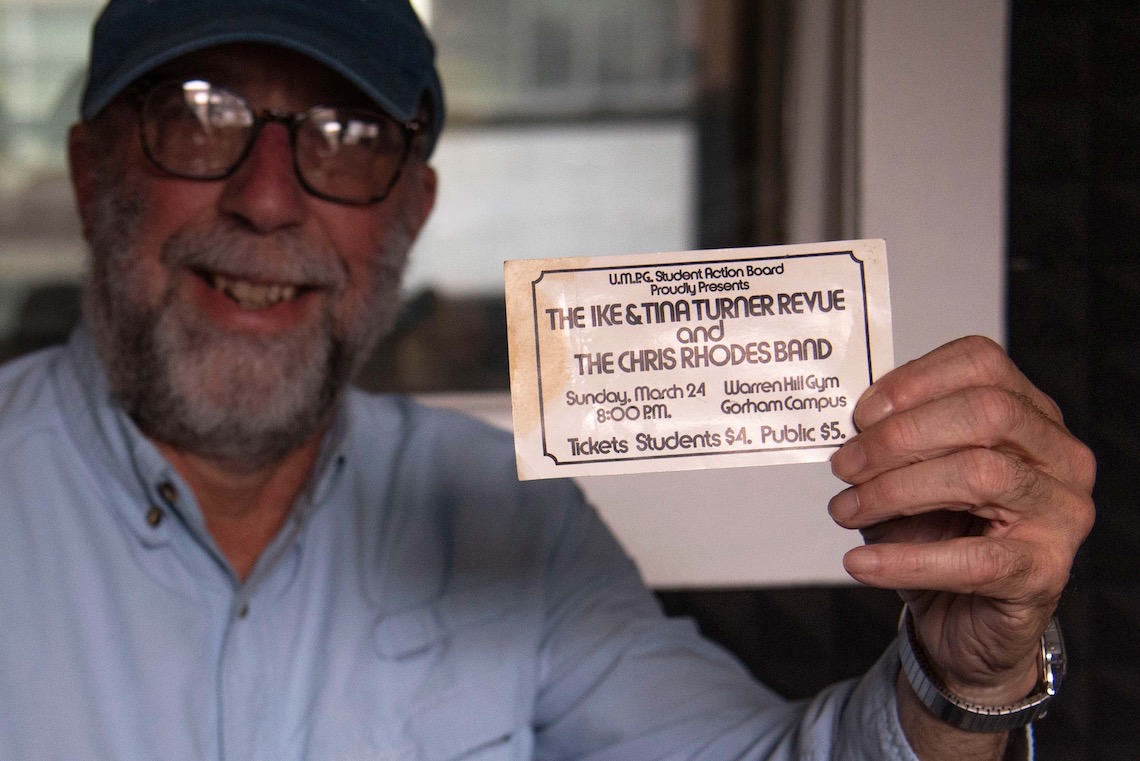 U.M.P.G. Student Action Board
Proudly Presents
THE IKE & TINA TURNER REVUE
and
THE CHRIS RHODES BAND
Sunday, March 24 Warren Hill Gym
8:00 P.M. Gorham Campus
Tickets Students $4. Public $5.